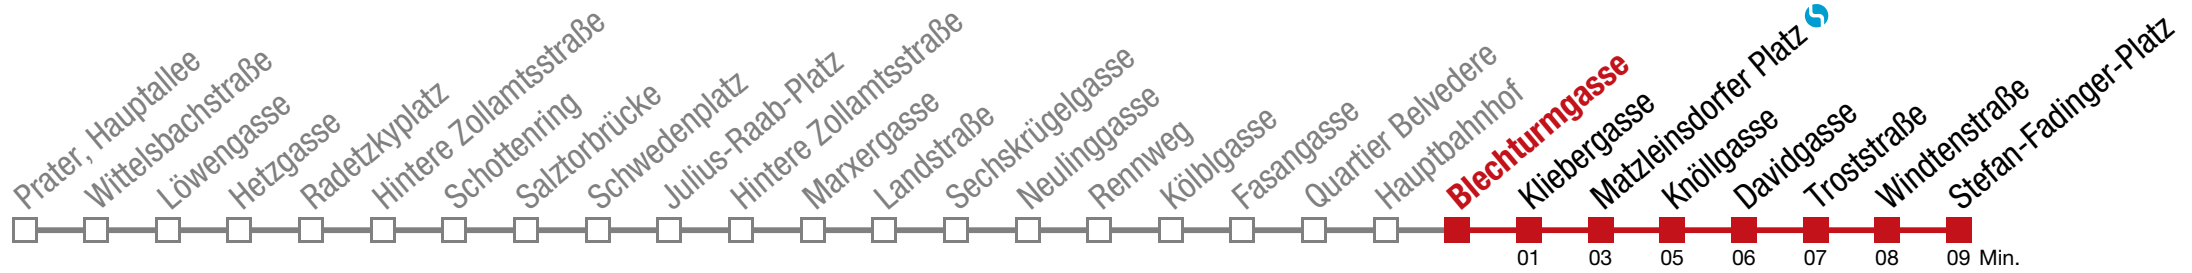 Prater, Hauptallee
Wittelsbachstraße
Löwengasse
Hetzgasse
Radetzkyplatz
Hintere Zollamtsstraße
Schottenring
Salztorbrücke
Schwedenplatz
Julius-Raab-Platz
Hintere Zollamtsstraße
Marxergasse
Landstraße
Sechskrügelgasse
Neulinggasse
Rennweg
Kölblgasse
Fasangasse
Quartier Belvedere
Hauptbahnhof
Blechturmgasse
Kliebergasse
Matzleinsdorfer Platz
Knöllgasse
Davidgasse
Troststraße
Windtenstraße
Stefan-Fadinger-Platz
01 03 05 06 07 08 09 Min.